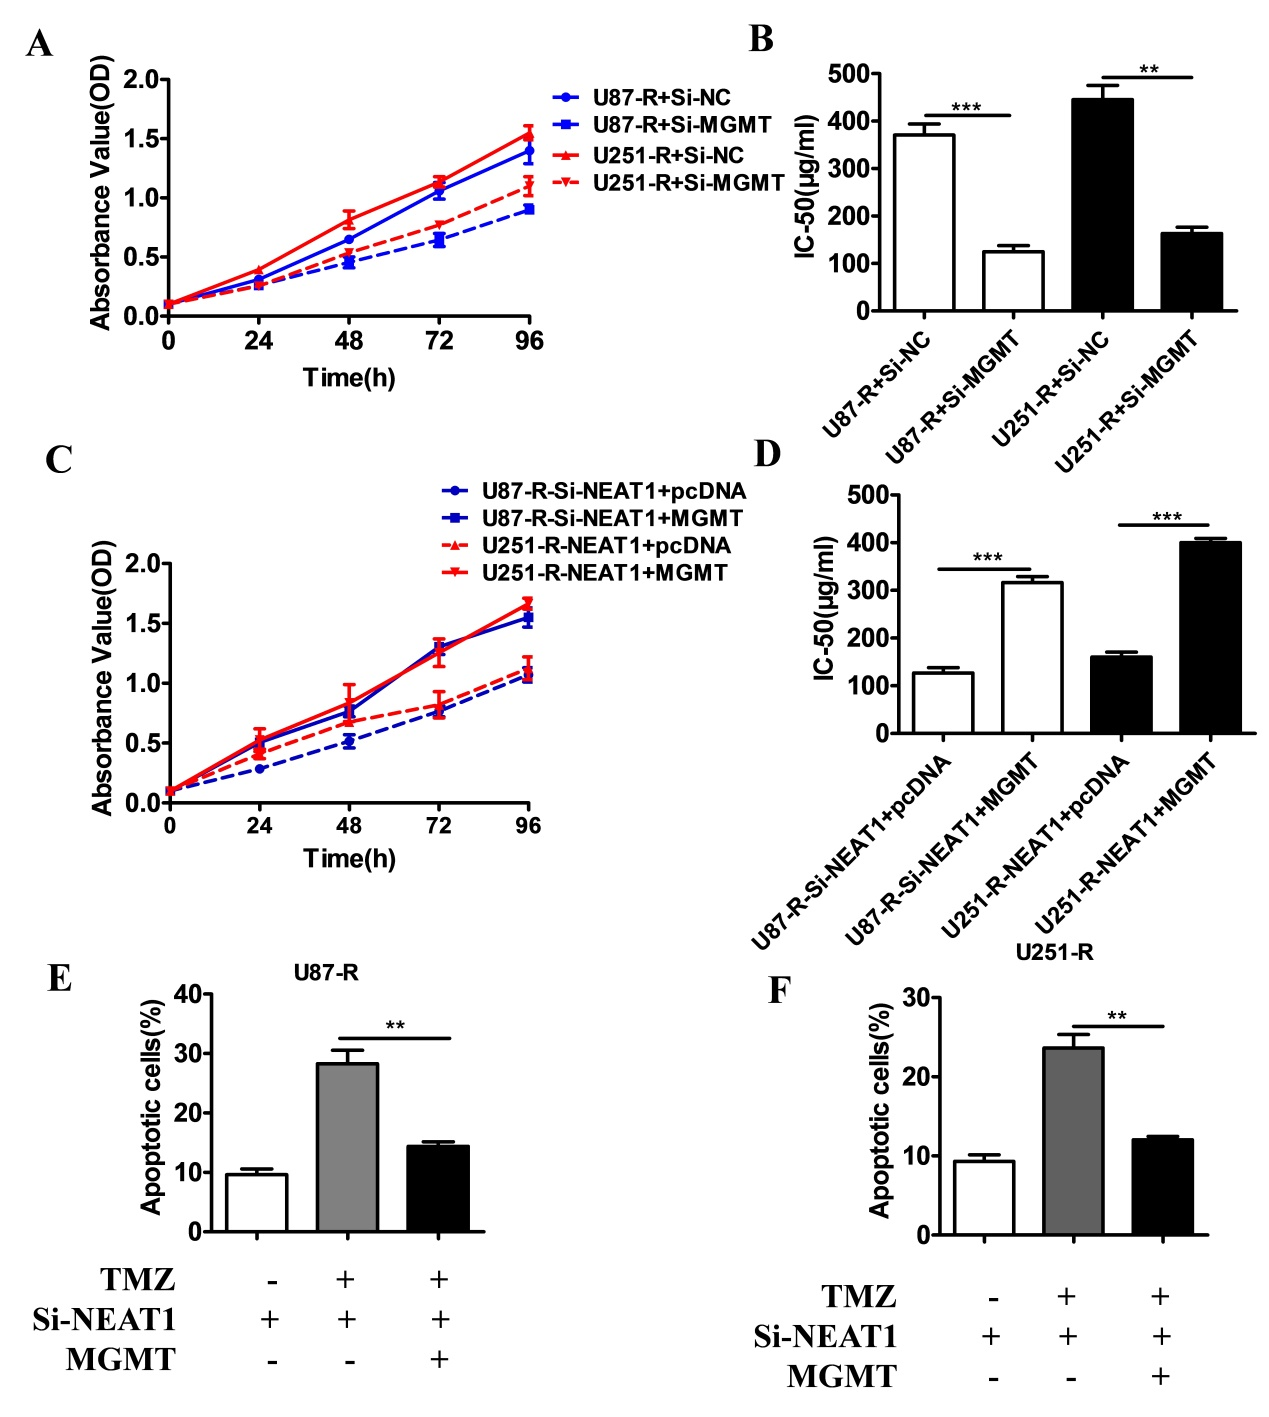 A
Absorbance Value(OD)
2.0
1.5
1.0
0.5
0.0
0 24 48 72 96
Time(h)
U87-R+Si-NC
U87-R+Si-MGMT
U251-R+Si-NC
U251-R+Si-MGMT
B
IC-50(μg/ml)
500
400
300
200
100
0
***
**
U87-R+Si-NC
U87-R+Si-MGMT
U251-R+Si-NC
U251-R+Si-MGMT
C
U87-R-Si-NEAT1+pcDNA
U87-R-Si-NEAT1+MGMT
U251-R-NEAT1+pcDNA
U251-R-NEAT1+MGMT
Absorbance Value(OD)
2.0
1.5
1.0
0.5
0.0
0 24 48 72 96
Time(h)
D
IC-50(μg/ml)
500
400
300
200
100
0
***
***
U87-R-Si-NEAT1+pcDNA
U87-R-Si-NEAT1+MGMT
U251-R-NEAT1+pcDNA
U251-R-NEAT1+MGMT
E
U87-R
Apoptotic cells(%)
40
30
20
10
0
**
TMZ - + +
Si-NEAT1 + + +
MGMT - - +
F
U251-R
Apoptotic cells(%)
30
20
10
0
**
TMZ - + +
Si-NEAT1 + + +
MGMT - - +